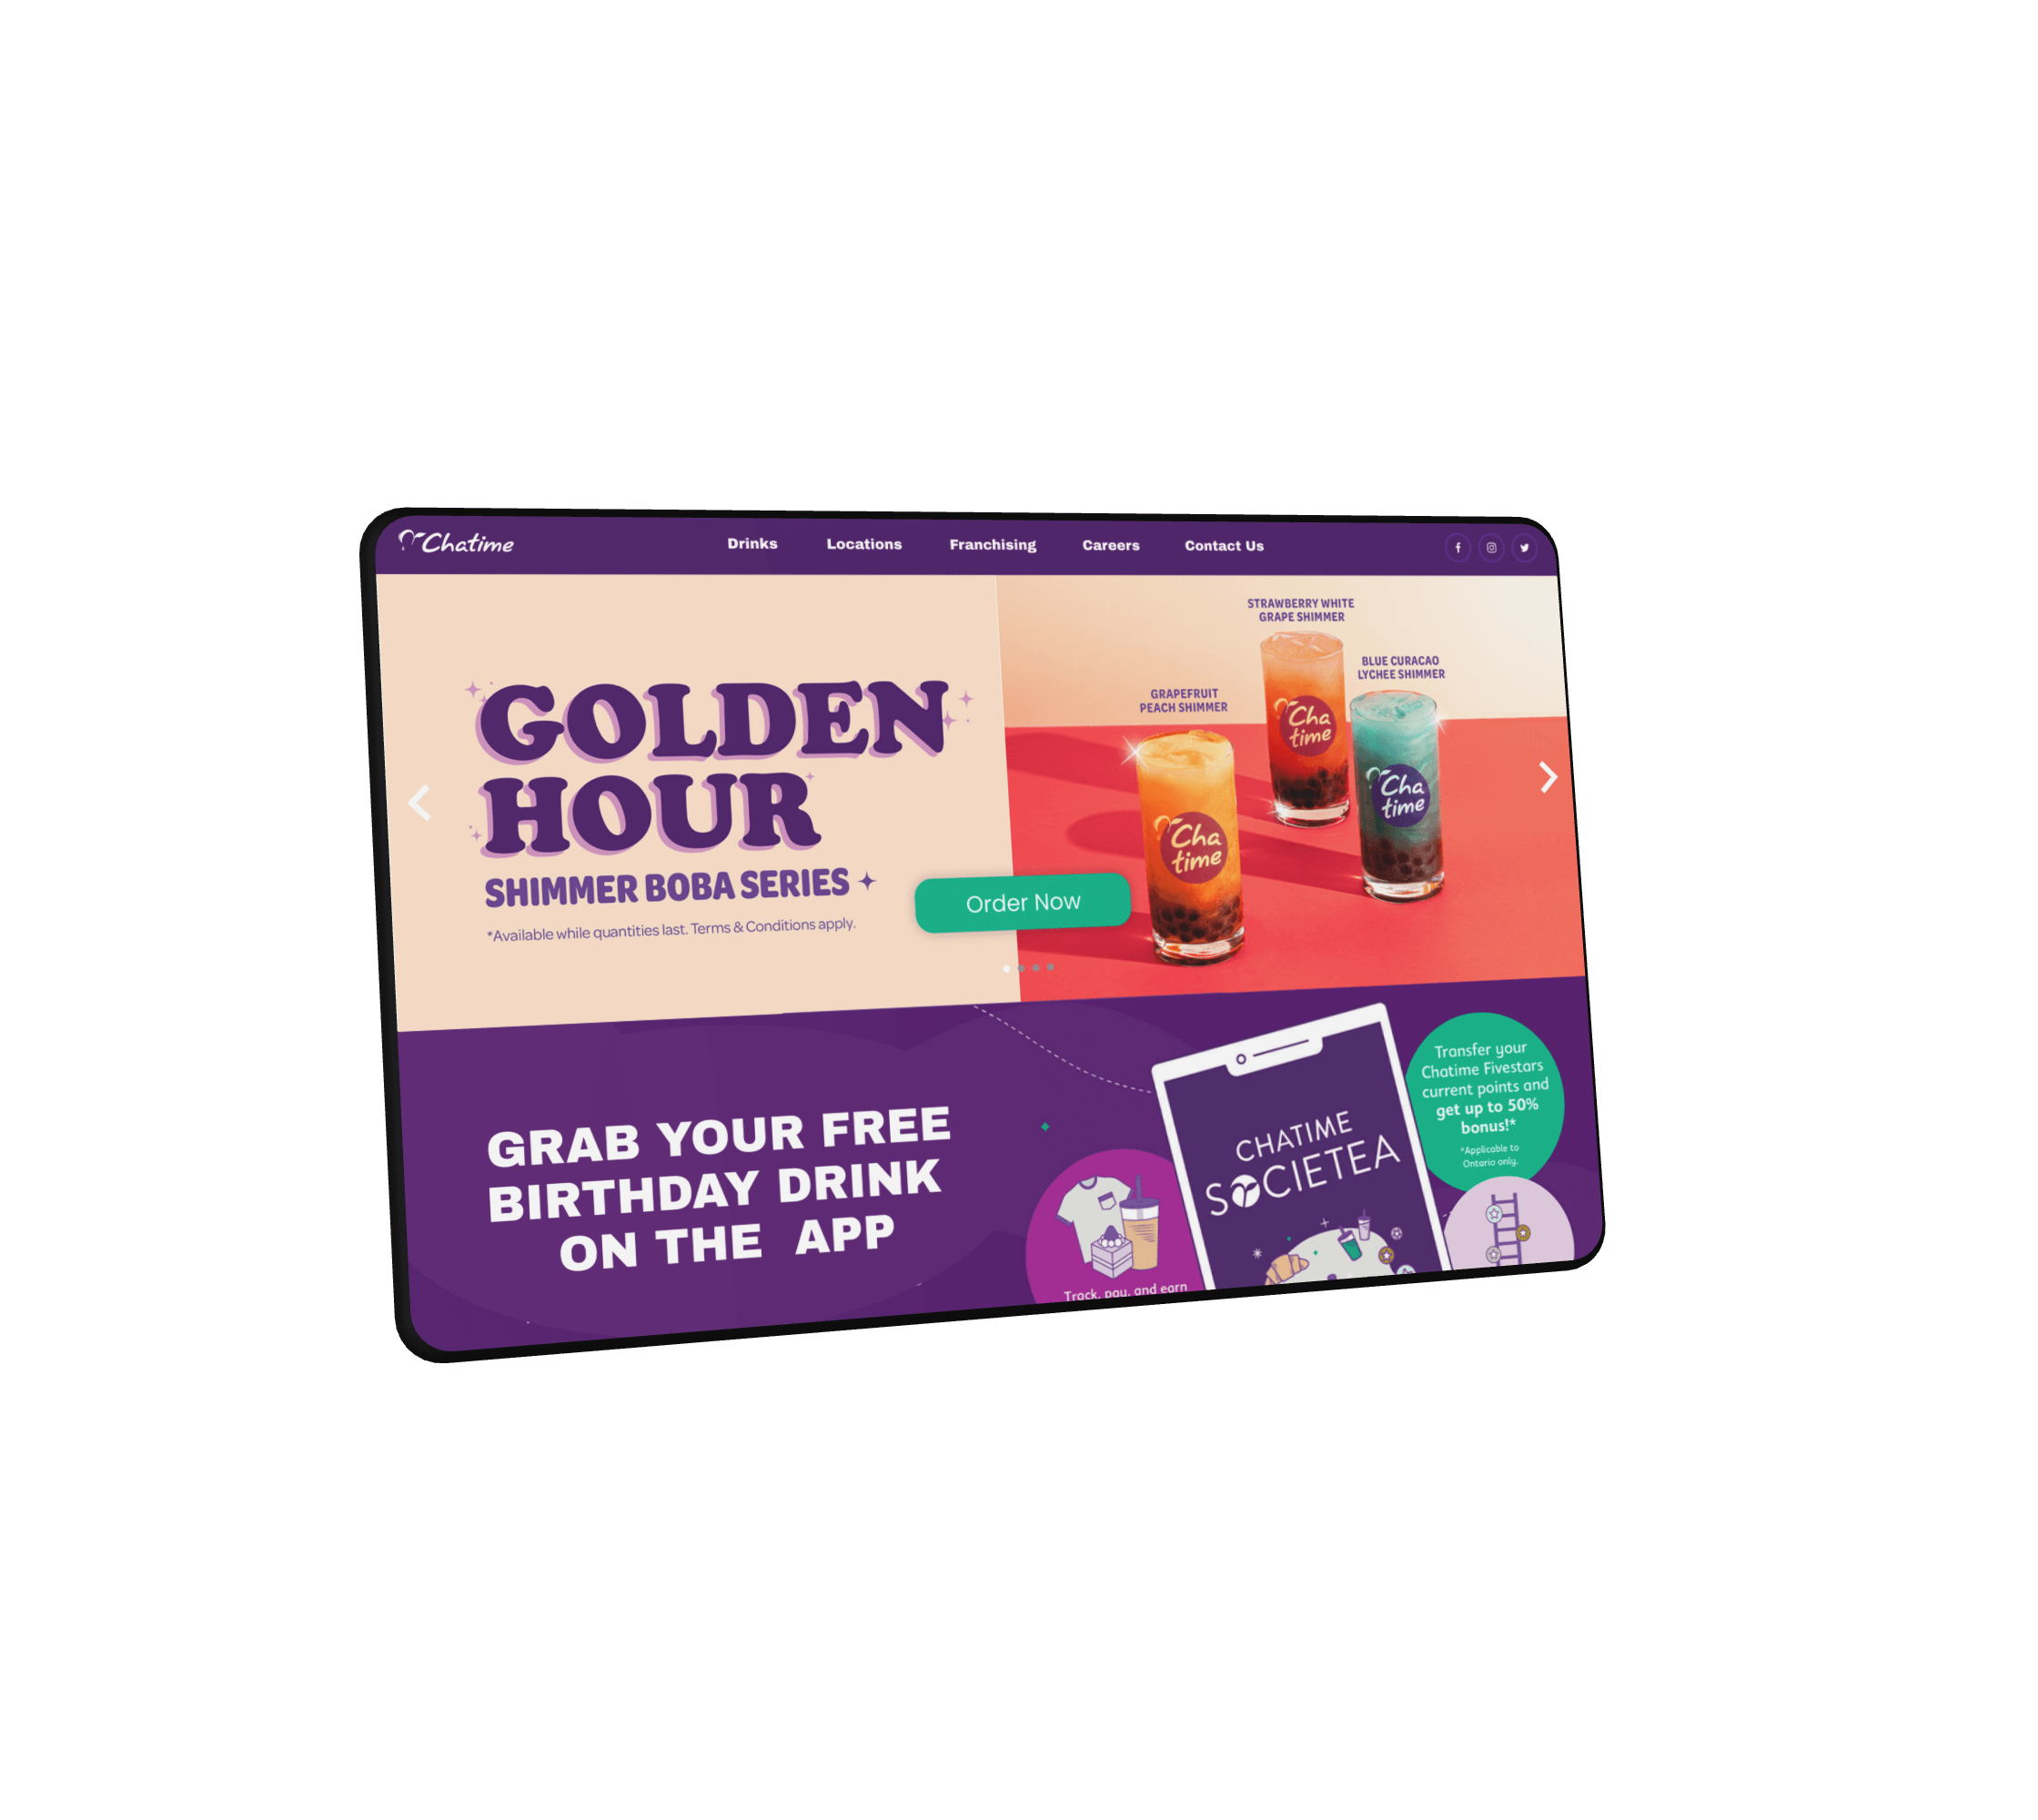 Chatime
Drinks
Locations
Franchising
Careers
Contact Us
GOLDEN
HOUR
SHIMMER BOBA SERIES
*Available while quantities last. Terms & Conditions apply.
Order Now
STRAWBERRY WHITE
GRAPE SHIMMER
BLUE CURACAO
LYCHEE SHIMMER
GRAPEFRUIT
PEACH SHIMMER
Cha
time
Cha
time
Cha
time
GRAB YOUR FREE
BIRTHDAY DRINK
ON THE APP
CHATIME
SOCIETEA
Transfer your
Chatime Fivestars
current points and
get up to 50%
bonus!*
*Applicable to
Ontario only.
Track, pay, and earn